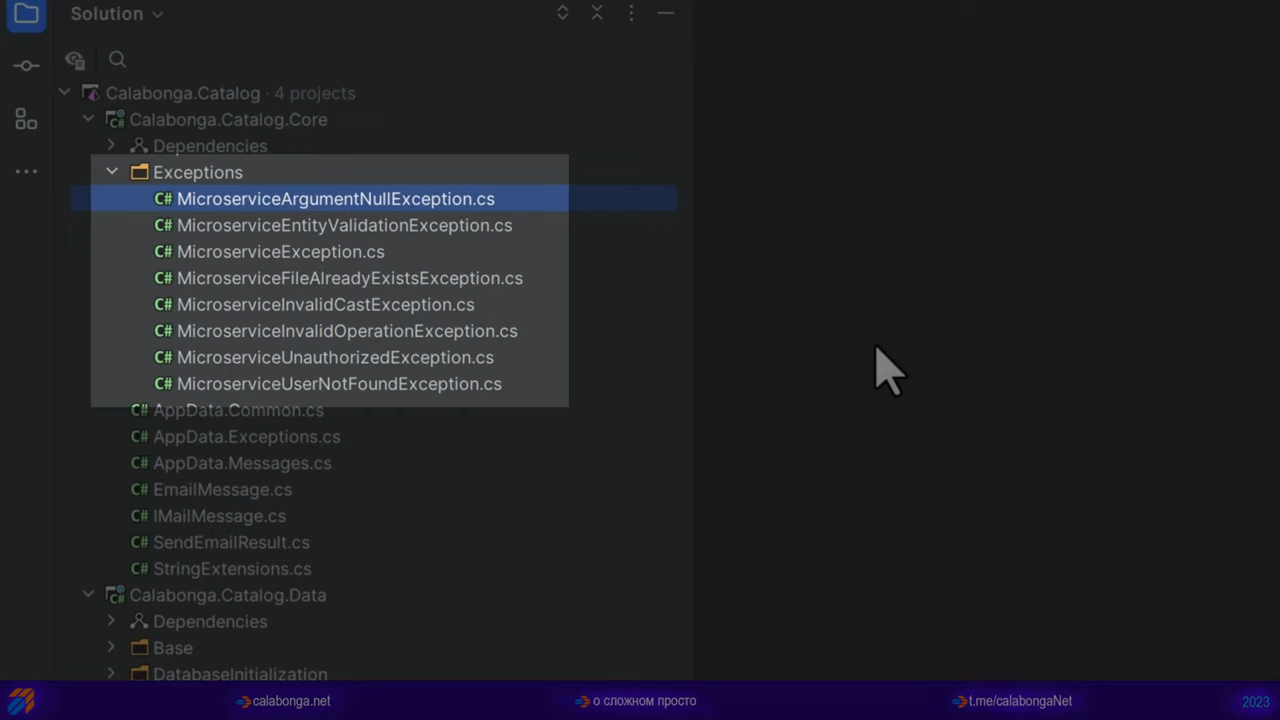 Solution
Calabonga.Catalog · 4 projects
Calabonga.Catalog.Core
Dependencies
Exceptions
C# MicroserviceArgumentNullException.cs
C# MicroserviceEntityValidationException.cs
C# MicroserviceException.cs
C# MicroserviceFileAlreadyExistsException.cs
C# MicroserviceInvalidCastException.cs
C# MicroserviceInvalidOperationException.cs
C# MicroserviceUnauthorizedException.cs
C# MicroserviceUserNotFoundException.cs
C# AppData.Common.cs
C# AppData.Exceptions.cs
C# AppData.Messages.cs
C# EmailMessage.cs
C# IMailMessage.cs
C# SendEmailResult.cs
C# StringExtensions.cs
Calabonga.Catalog.Data
Dependencies
Base
DatabaseInitialization
calabonga.net
о сложном просто
t.me/calabongaNet
2023